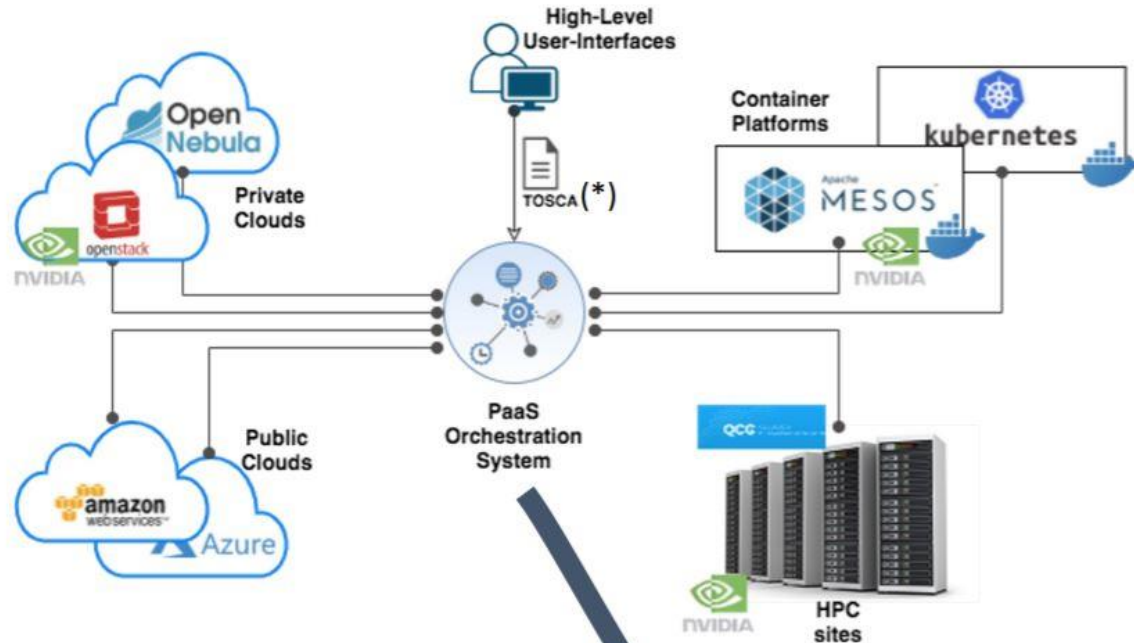 High-Level
User-Interfaces
Open
Nebula
Private
Clouds
openstack
NVIDIA
TOSCA(*)
Container
Platforms
kubernetes
Apache
MESOS
NVIDIA
PaaS
Orchestration
System
Public
Clouds
amazon
webservices™
Azure
QCG
NVIDIA
HPC
sites